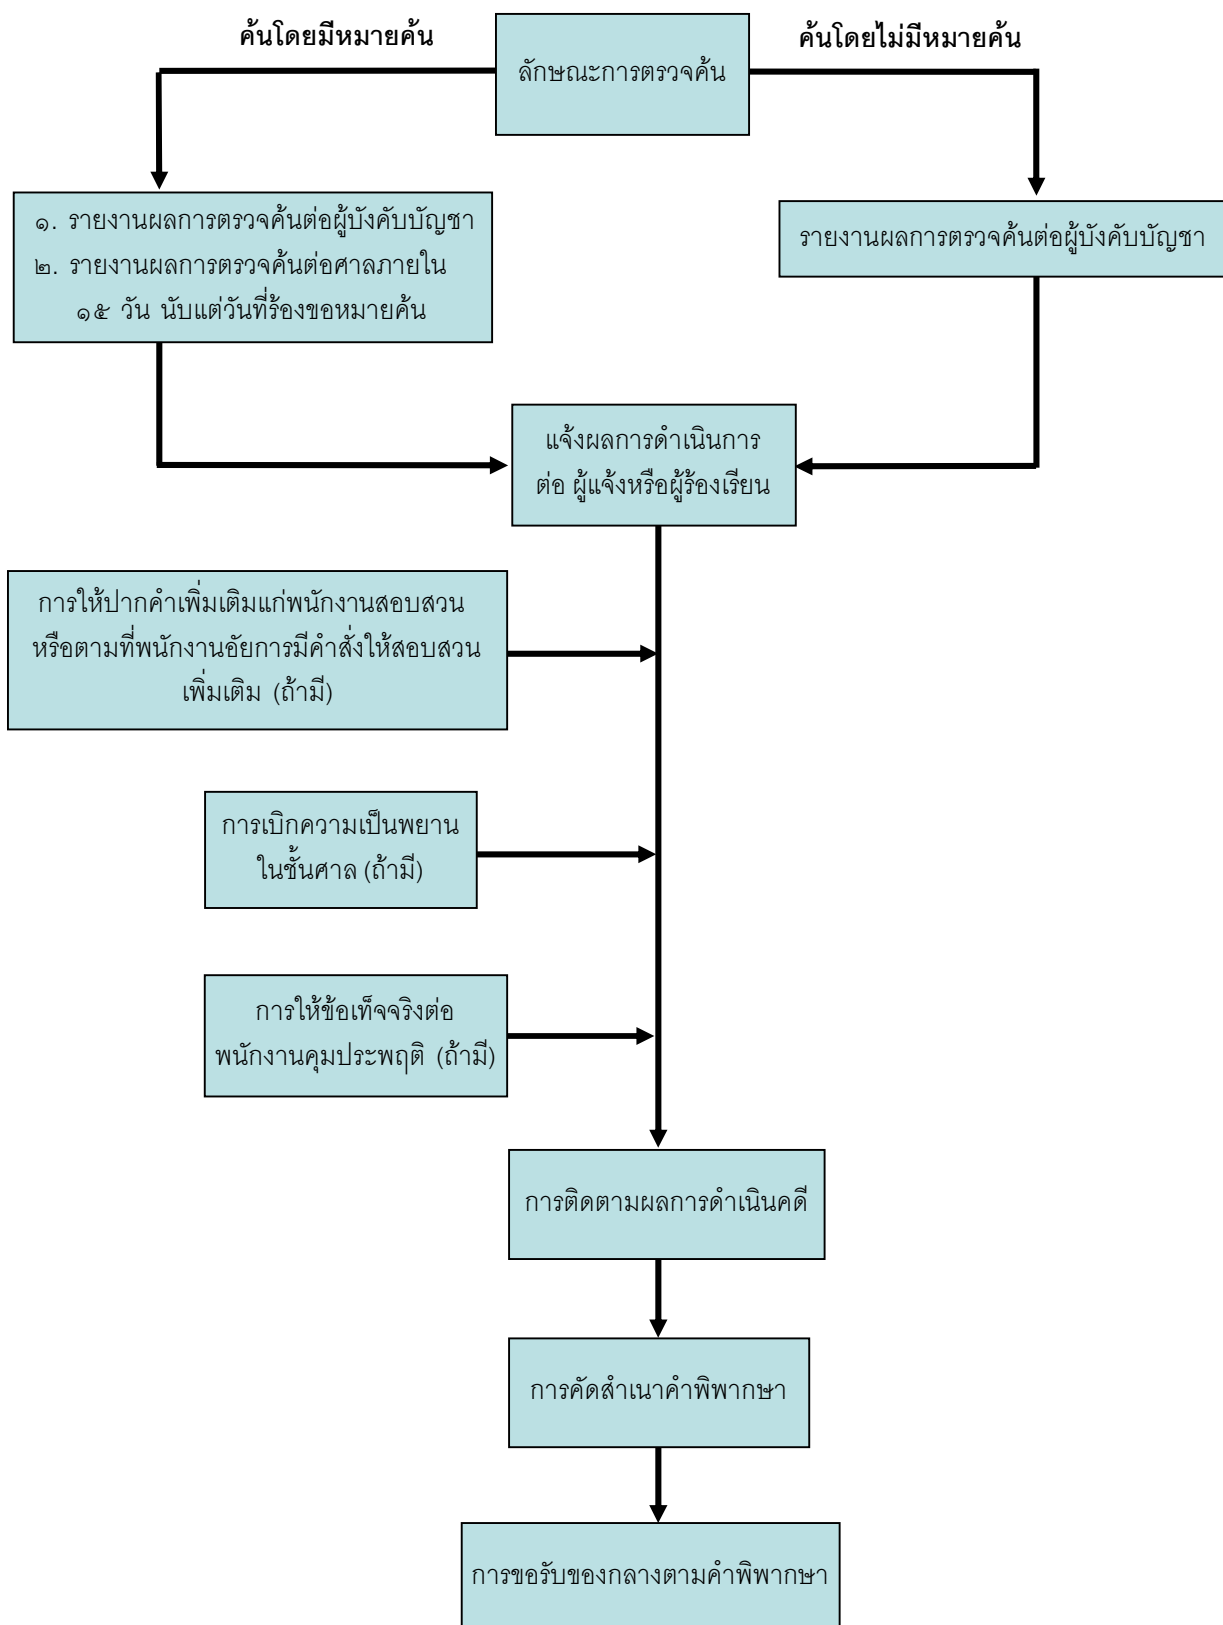 ค้นโดยมีหมายค้น
ค้นโดยไม่มีหมายค้น
ลักษณะการตรวจค้น
๑. รายงานผลการตรวจค้นต่อผู้บังคับบัญชา
๒. รายงานผลการตรวจค้นต่อศาลภายใน
๑๕ วัน นับแต่วันที่ร้องขอหมายค้น
รายงานผลการตรวจค้นต่อผู้บังคับบัญชา
แจ้งผลการดำเนินการ
ต่อ ผู้แจ้งหรือผู้ร้องเรียน
การให้ปากคำเพิ่มเติมแก่พนักงานสอบสวน
หรือตามที่พนักงานอัยการมีคำสั่งให้สอบสวน
เพิ่มเติม (ถ้ามี)
การเบิกความเป็นพยาน
ในชั้นศาล (ถ้ามี)
การให้ข้อเท็จจริงต่อ
พนักงานคุมประพฤติ (ถ้ามี)
การติดตามผลการดำเนินคดี
การคัดสำเนาคำพิพากษา
การขอรับของกลางตามคำพิพากษา